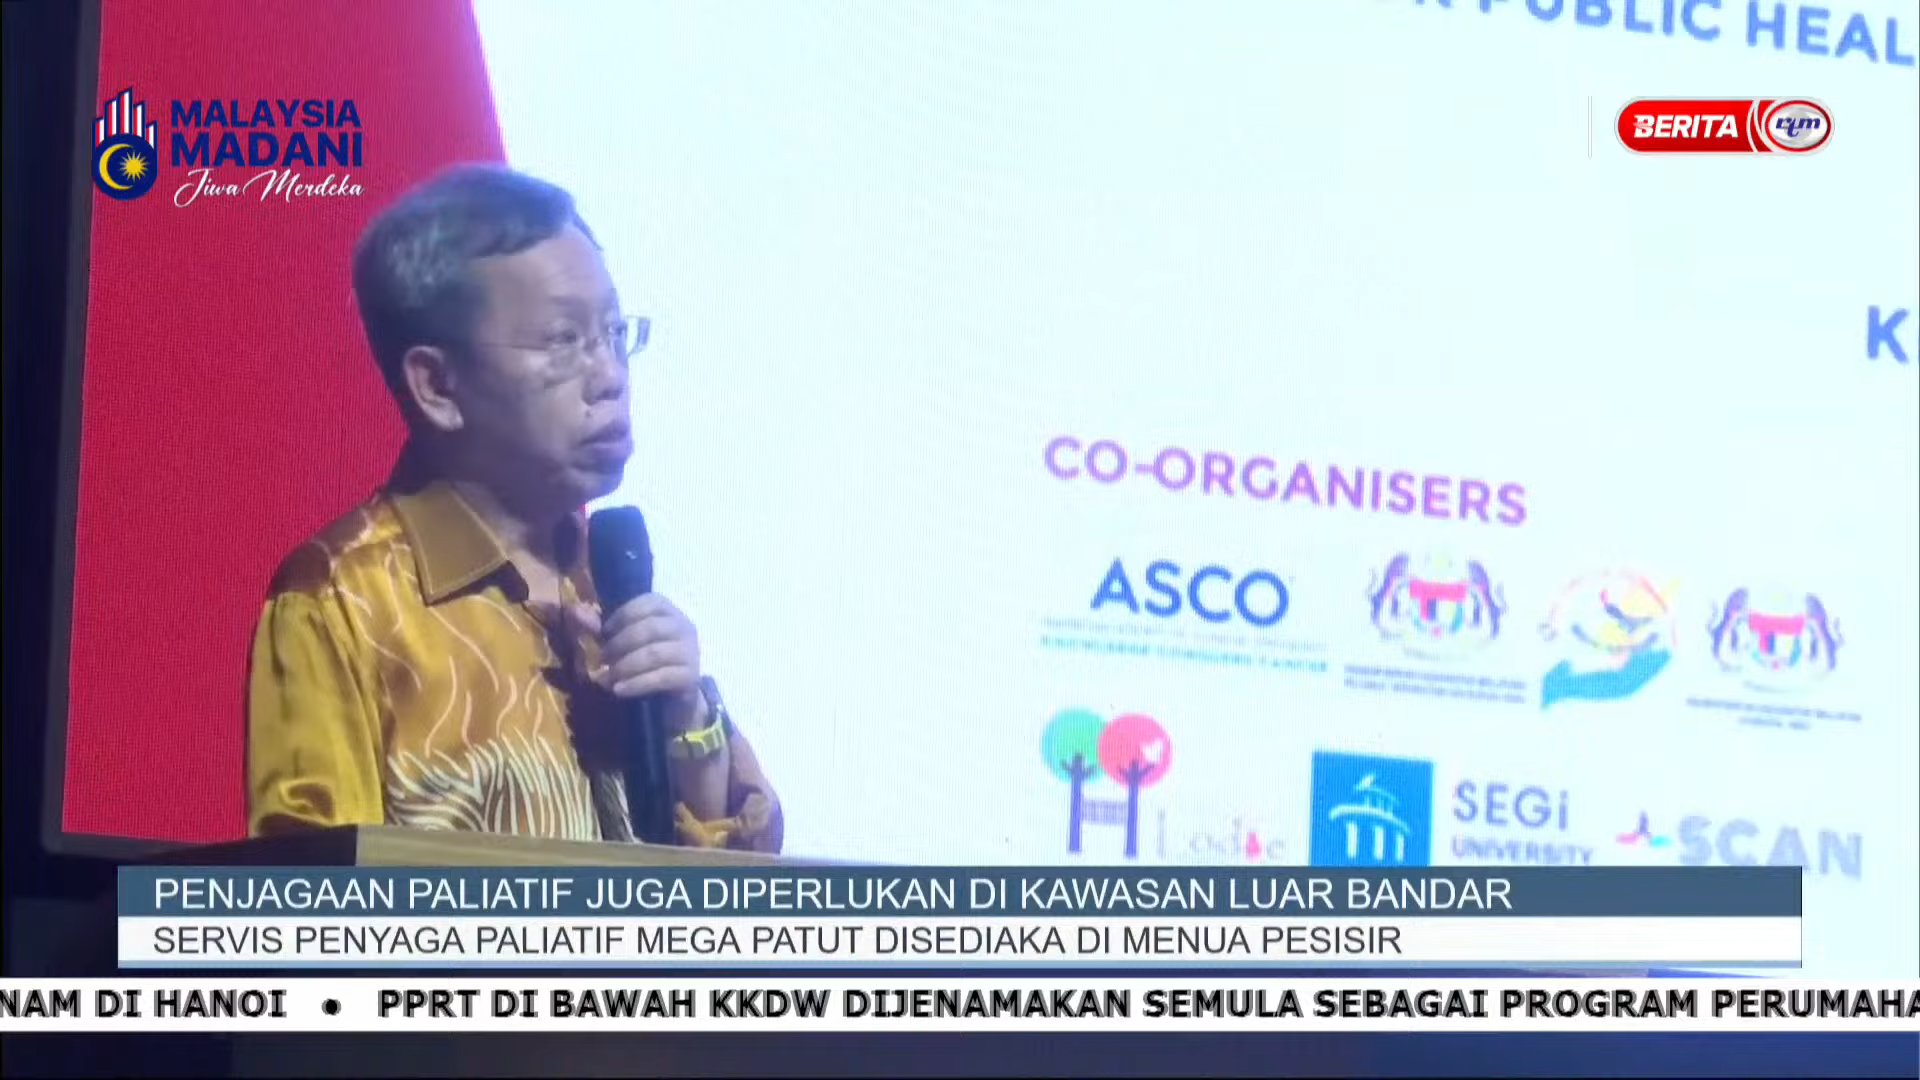 PUBLIC HEAL
MALAYSIA
MADANI
Jiwa Merdeka
BERITA rtm
K
CO-ORGANISERS
ASCO
Lodge
SEGi
UNIVERSITY
SCAN
PENJAGAAN PALIATIF JUGA DIPERLUKAN DI KAWASAN LUAR BANDAR
SERVIS PENYAGA PALIATIF MEGA PATUT DISEDIAKA DI MENUA PESISIR
NAM DI HANOI • PPRT DI BAWAH KKDW DIJENAMAKAN SEMULA SEBAGAI PROGRAM PERUMAHA